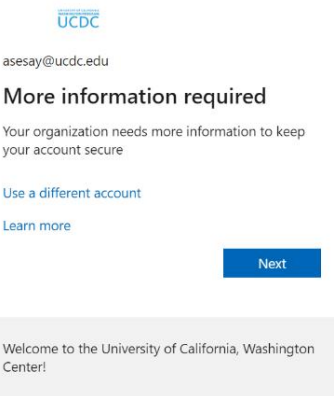 UCDC
asesay@ucdc.edu
More information required
Your organization needs more information to keep
your account secure
Use a different account
Learn more
Next
Welcome to the University of California, Washington
Center!